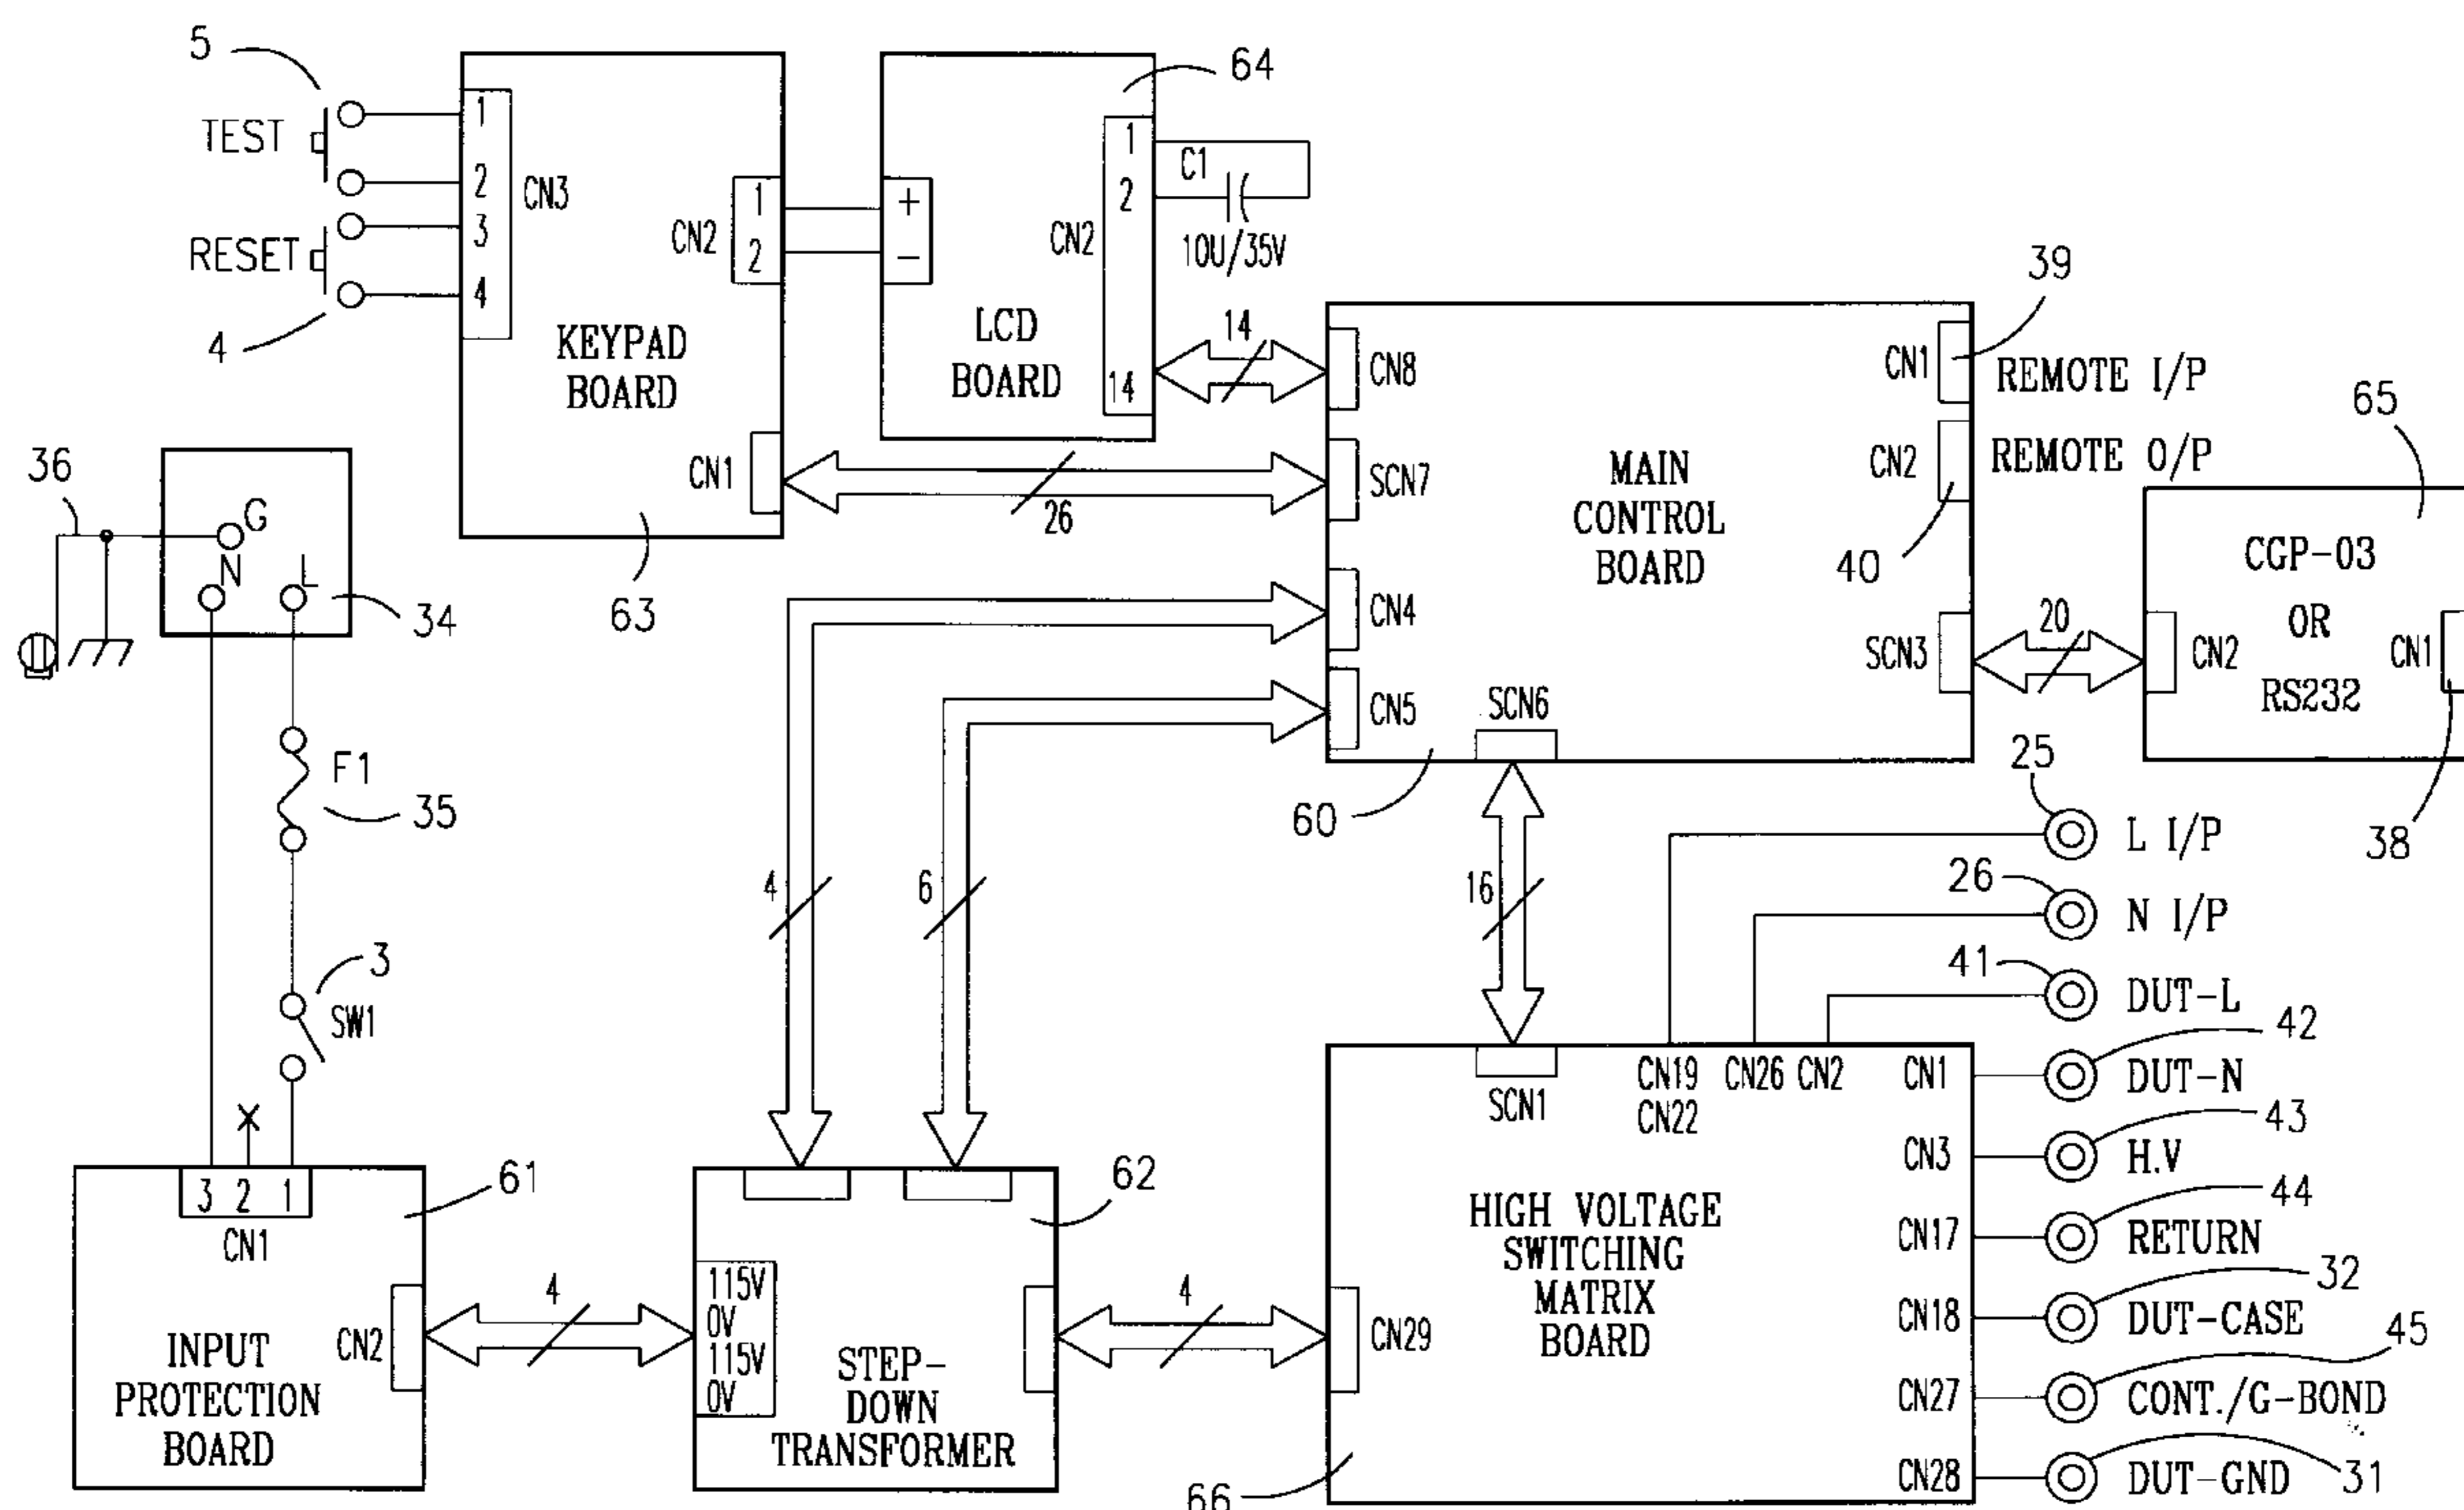 5
TEST
RESET
4
1
2
3
4
CN3
KEYPAD
BOARD
CN2
1
2
CN1
63
+
-
LCD
BOARD
CN2
1
2
14
64
C1
10U/35V
14
26
CN8
SCN7
CN4
CN5
SCN6
MAIN
CONTROL
BOARD
60
CN1
CN2
SCN3
39
REMOTE I/P
REMOTE O/P
40
20
65
CGP-03
OR
RS232
CN2
CN1
38
36
G
N
L
34
F1
35
3
SW1
3 2 1
CN1
61
INPUT
PROTECTION
BOARD
CN2
4
4
6
16
62
115V
0V
115V
0V
STEP-
DOWN
TRANSFORMER
4
CN29
SCN1
CN19
CN22
CN26
CN2
HIGH VOLTAGE
SWITCHING
MATRIX
BOARD
66
CN1
CN3
CN17
CN18
CN27
CN28
25
L I/P
26
N I/P
41
DUT-L
42
DUT-N
43
H.V
44
RETURN
32
DUT-CASE
45
CONT./G-BOND
DUT-GND
31